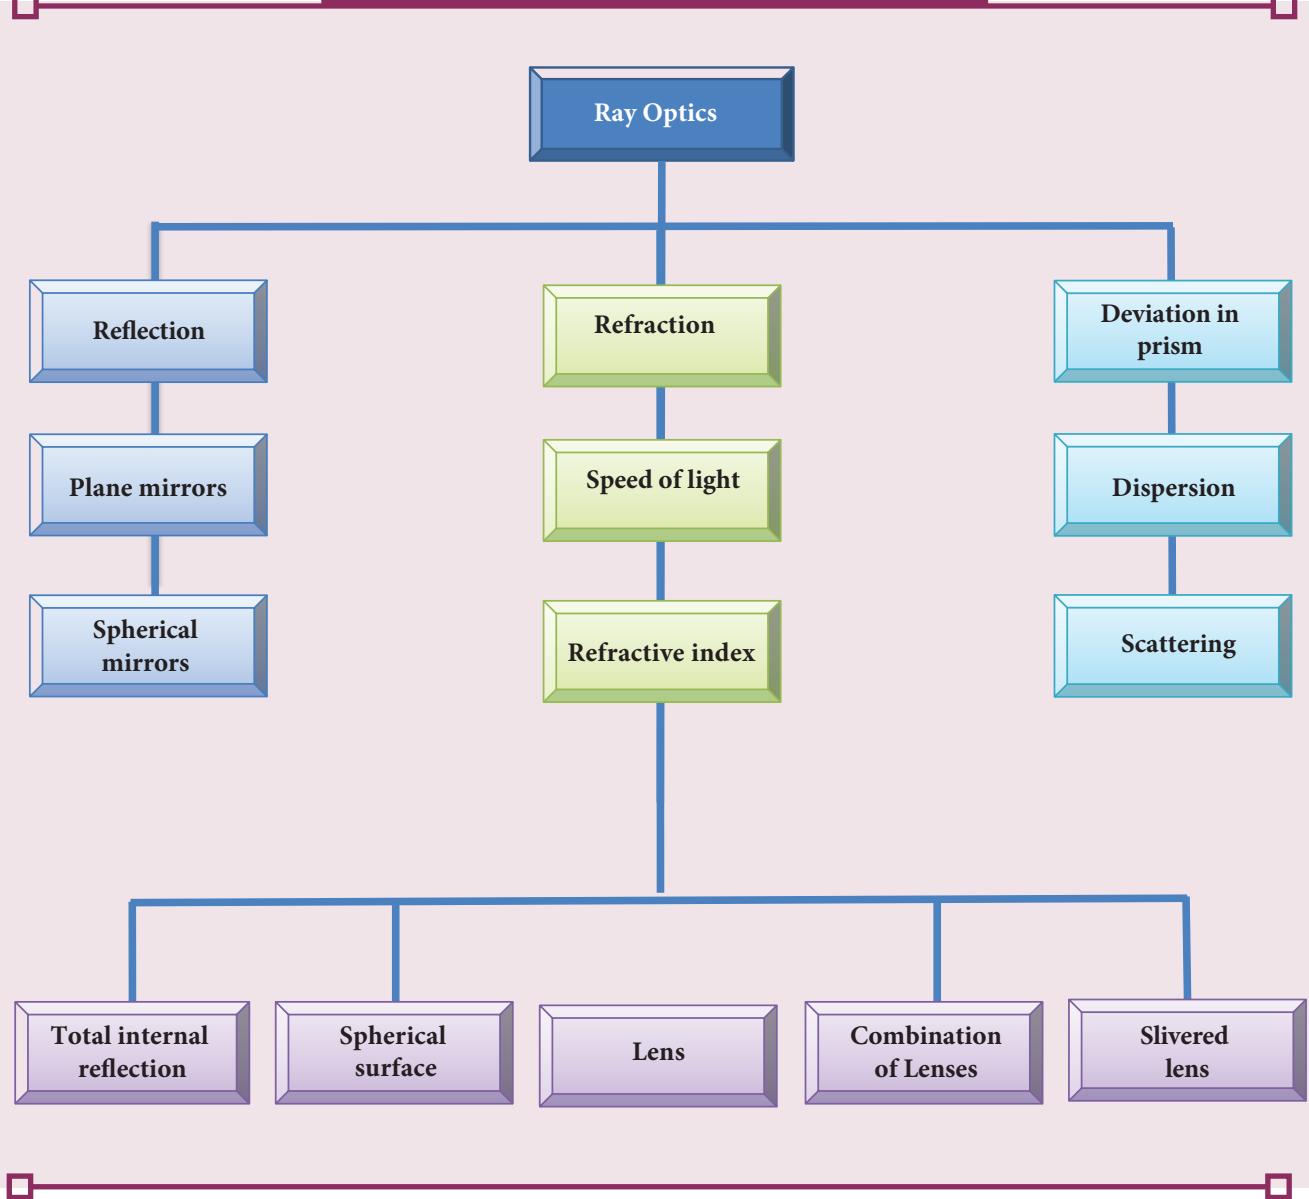 Ray Optics
Reflection
Refraction
Deviation in
prism
Plane mirrors
Speed of light
Dispersion
Spherical
mirrors
Refractive index
Scattering
Total internal
reflection
Spherical
surface
Lens
Combination
of Lenses
Slivered
lens